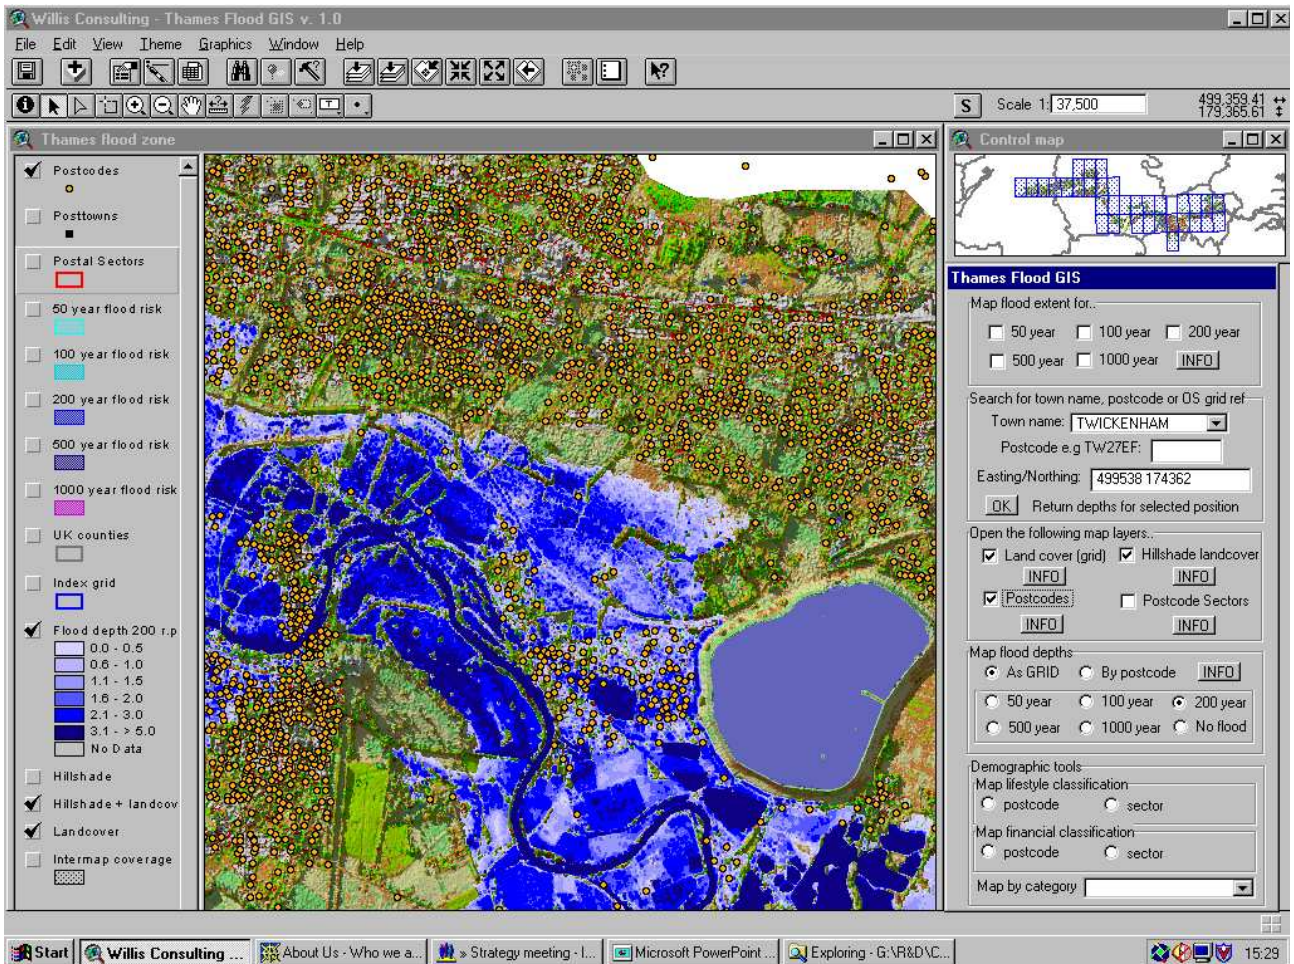 Willis Consulting - Thames Flood GIS v. 1.0
File Edit View Theme Graphics Window Help
S Scale 1: 37,500 499,359.41
179,365.61
Thames flood zone
Postcodes
Posttowns
Postal Sectors
50 year flood risk
100 year flood risk
200 year flood risk
500 year flood risk
1000 year flood risk
UK counties
Index grid
Flood depth 200 r.p
0.0 - 0.5
0.6 - 1.0
1.1 - 1.5
1.6 - 2.0
2.1 - 3.0
3.1 - > 5.0
No Data
Hillshade
Hillshade + landcov
Landcover
Intermap coverage
Control map
Thames Flood GIS
Map flood extent for..
50 year 100 year 200 year
500 year 1000 year INFO
Search for town name, postcode or OS grid ref
Town name: TWICKENHAM
Postcode e.g TW27EF:
Easting/Northing: 499538 174362
OK Return depths for selected position
Open the following map layers..
Land cover (grid) Hillshade landcover
INFO INFO
Postcodes Postcode Sectors
INFO INFO
Map flood depths
As GRID By postcode INFO
50 year 100 year 200 year
500 year 1000 year No flood
Demographic tools
Map lifestyle classification
postcode sector
Map financial classification
postcode sector
Map by category
Start Willis Consulting ... About Us - Who we a... » Strategy meeting - I... Microsoft PowerPoint ... Exploring - G:\R&D\C... 15:29